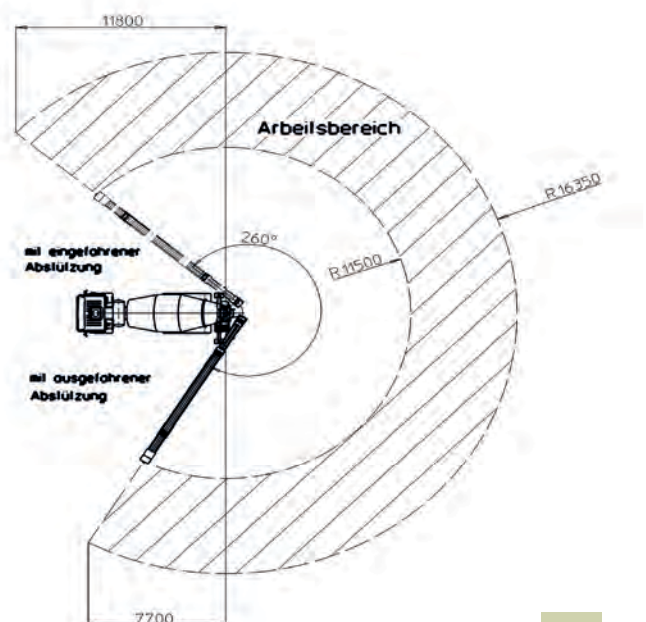 11800
Arbeitsbereich
R16350
260°
R11500
mit eingefahrener
Abstützung
mit ausgefahrener
Abstützung
7700